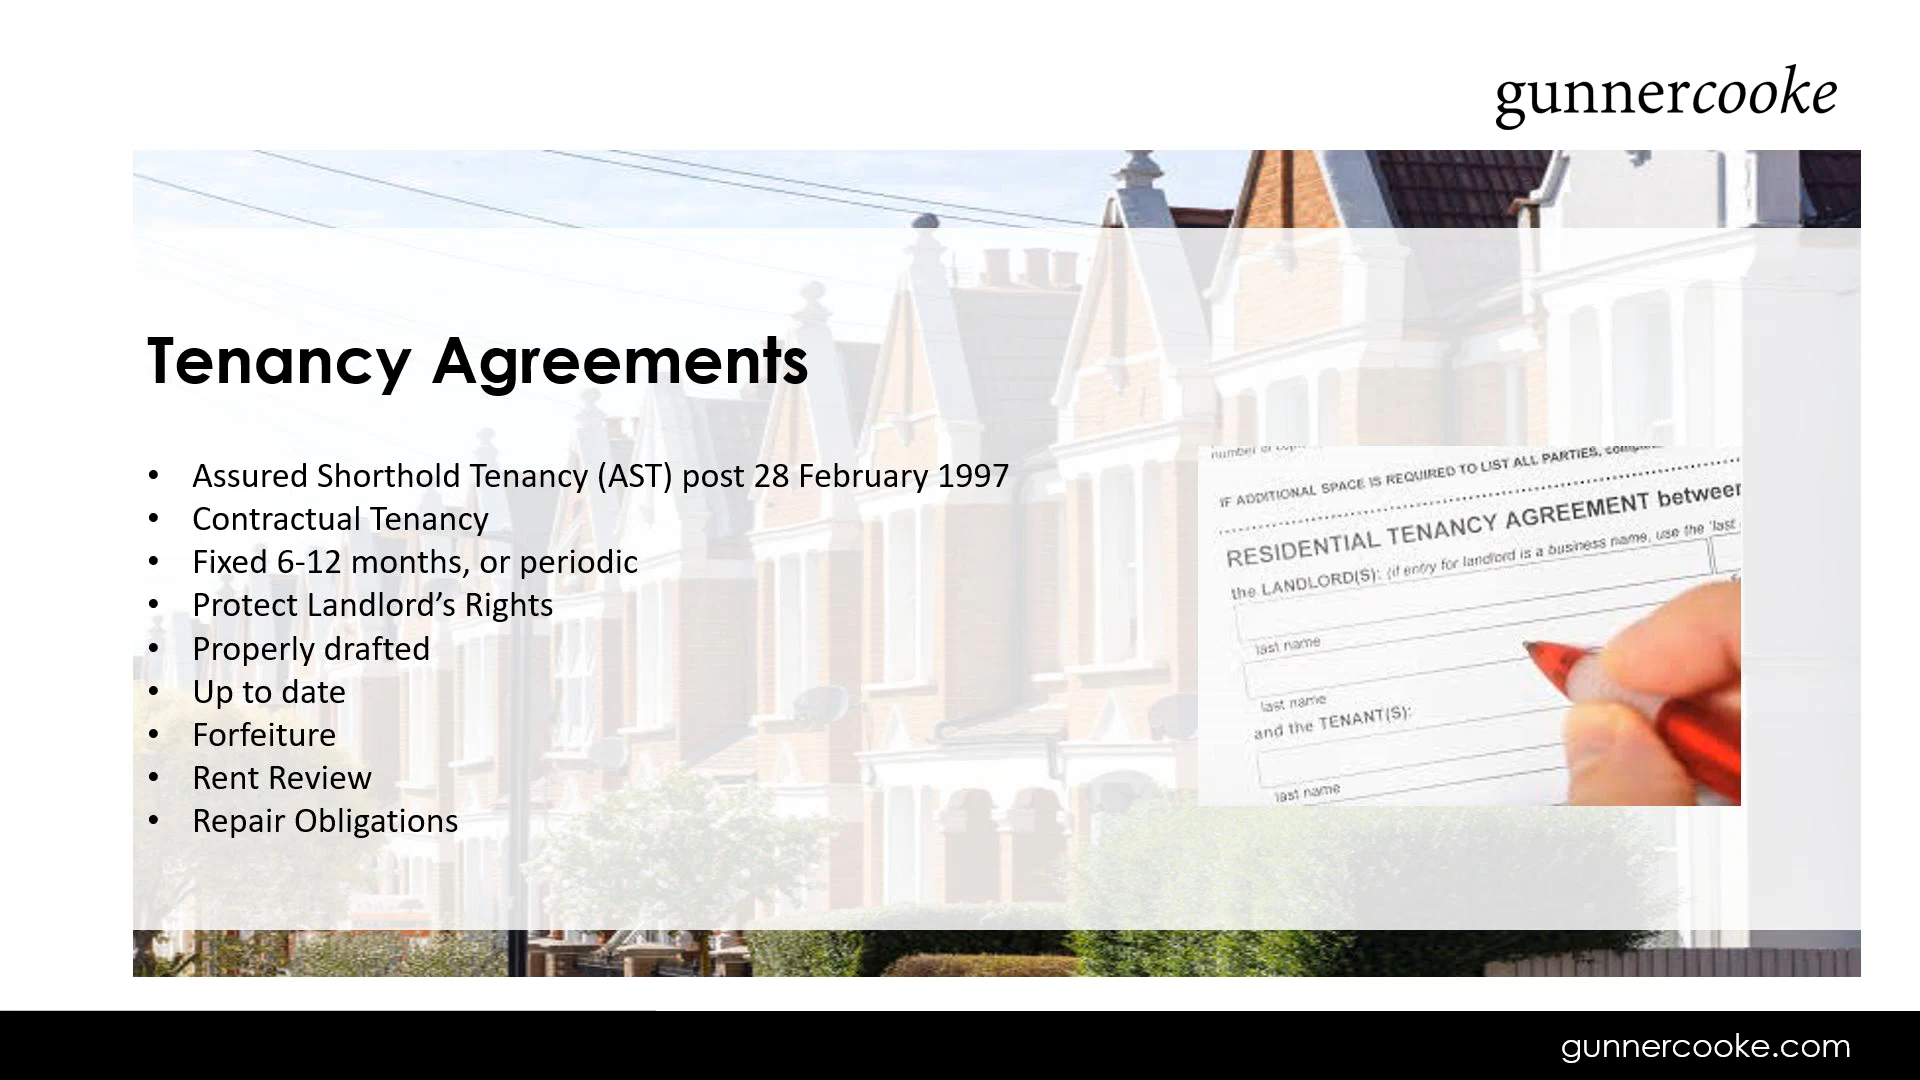 gunnercooke
Tenancy Agreements
• Assured Shorthold Tenancy (AST) post 28 February 1997
• Contractual Tenancy
• Fixed 6-12 months, or periodic
• Protect Landlord’s Rights
• Properly drafted
• Up to date
• Forfeiture
• Rent Review
• Repair Obligations
IF ADDITIONAL SPACE IS REQUIRED TO LIST ALL PARTIES,
RESIDENTIAL TENANCY AGREEMENT between
the LANDLORD(S): (if entry for landlord is a business name, use the 'last
last name
last name
and the TENANT(S):
last name
gunnercooke.com